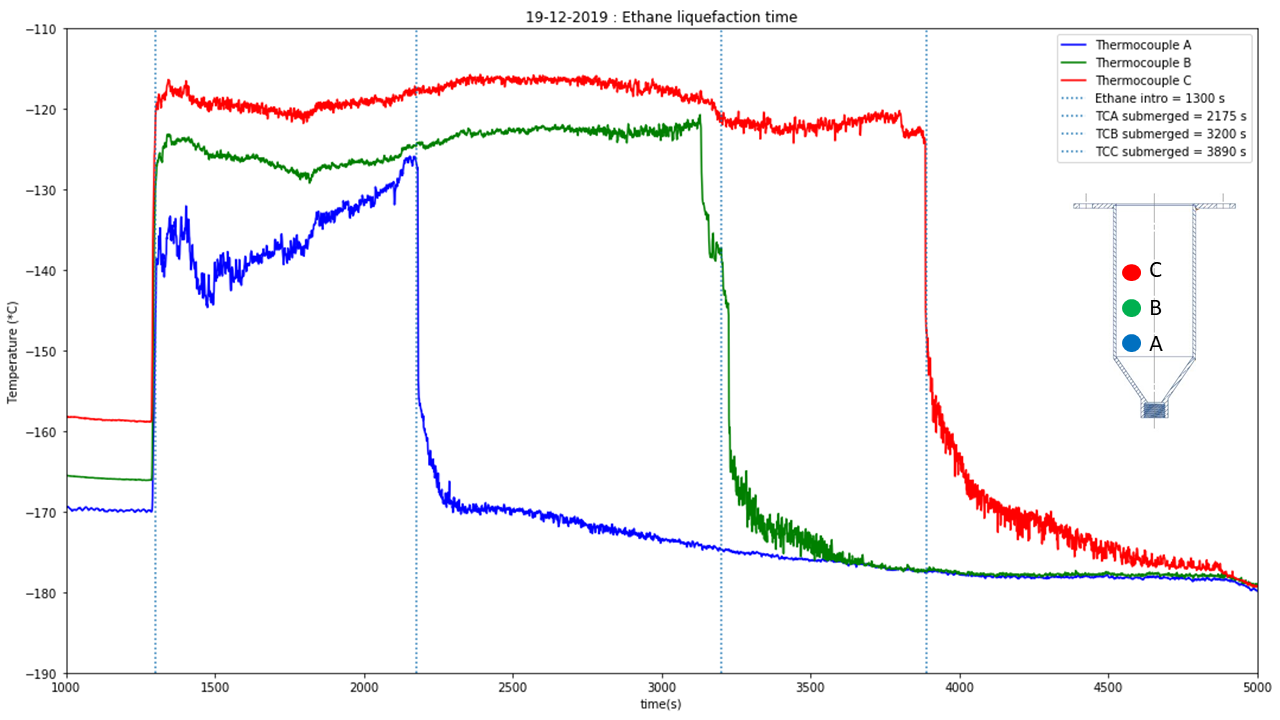 19-12-2019 : Ethane liquefaction time
−110
−120
−130
−140
−150
−160
−170
−180
−190
Temperature (*C)
Thermocouple A
Thermocouple B
Thermocouple C
Ethane intro = 1300 s
TCA submerged = 2175 s
TCB submerged = 3200 s
TCC submerged = 3890 s
C
B
A
1000 1500 2000 2500 3000 3500 4000 4500 5000
time(s)